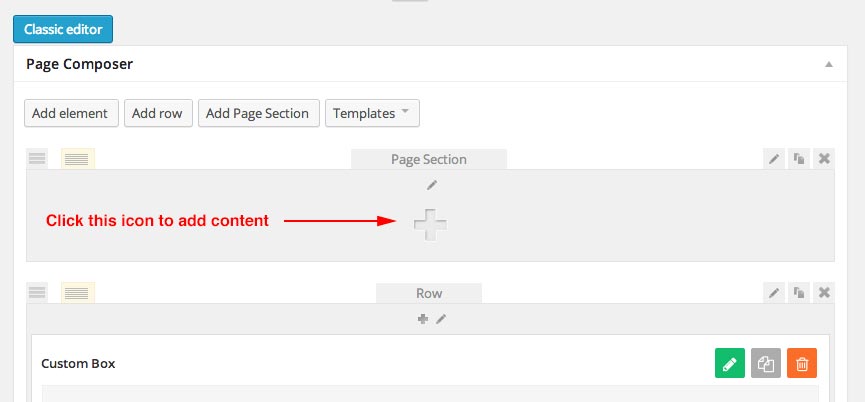 Classic editor
Page Composer
Add element Add row Add Page Section Templates
Page Section
Click this icon to add content
Row
Custom Box